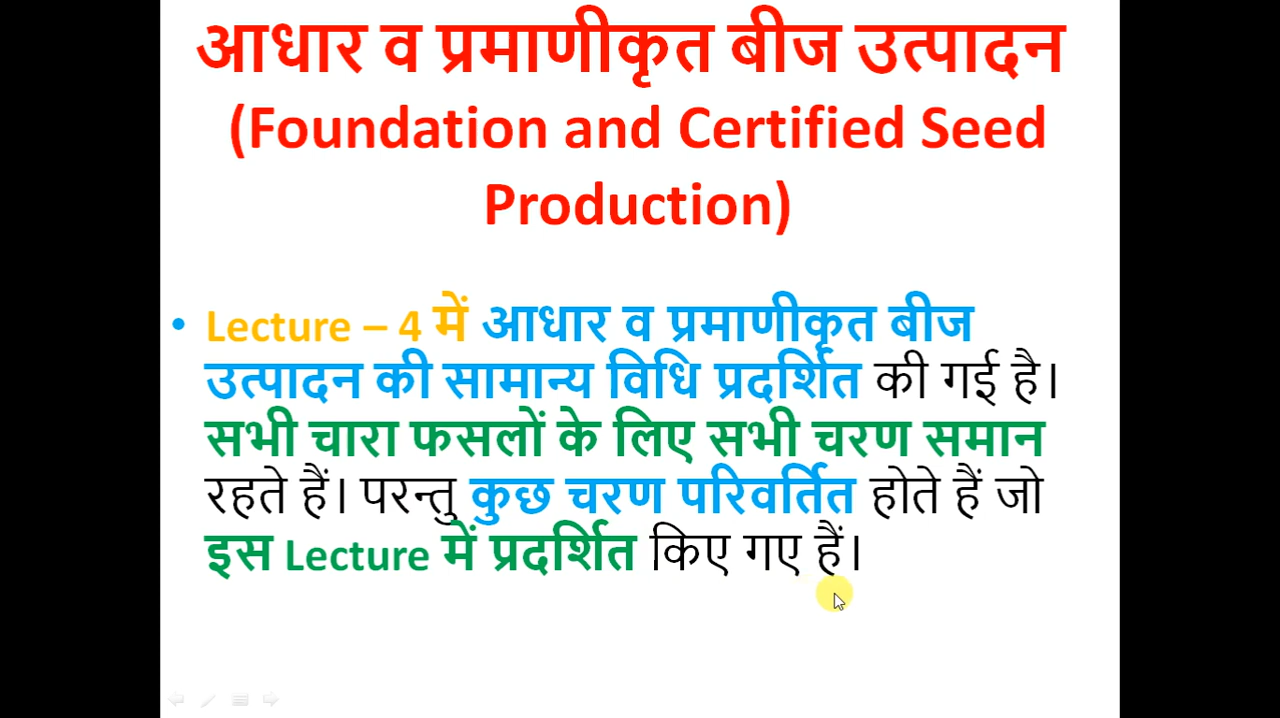 आधार व प्रमाणीकृत बीज उत्पादन
(Foundation and Certified Seed
Production)
• Lecture – 4 में आधार व प्रमाणीकृत बीज
उत्पादन की सामान्य विधि प्रदर्शित की गई है।
सभी चारा फसलों के लिए सभी चरण समान
रहते हैं। परन्तु कुछ चरण परिवर्तित होते हैं जो
इस Lecture में प्रदर्शित किए गए हैं।